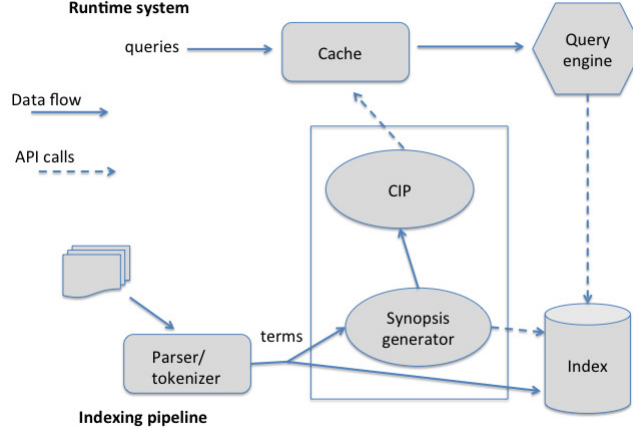 Runtime system
queries
Cache
Query
engine
Data flow
API calls
CIP
Synopsis
generator
terms
Parser/
tokenizer
Index
Indexing pipeline